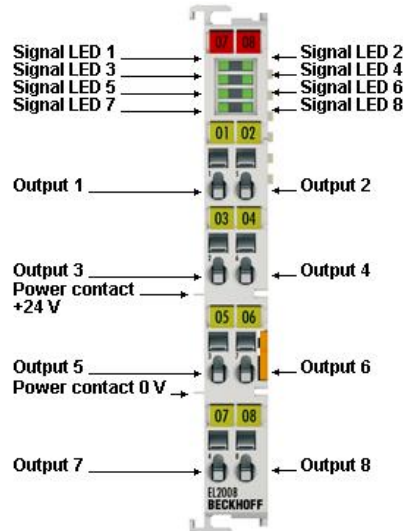 07 08
Signal LED 1 Signal LED 2
Signal LED 3 Signal LED 4
Signal LED 5 Signal LED 6
Signal LED 7 Signal LED 8
01 02
Output 1 Output 2
03 04
Output 3 Output 4
Power contact
+24 V
05 06
Output 5 Output 6
Power contact 0 V
07 08
Output 7 Output 8
EL2008
BECKHOFF